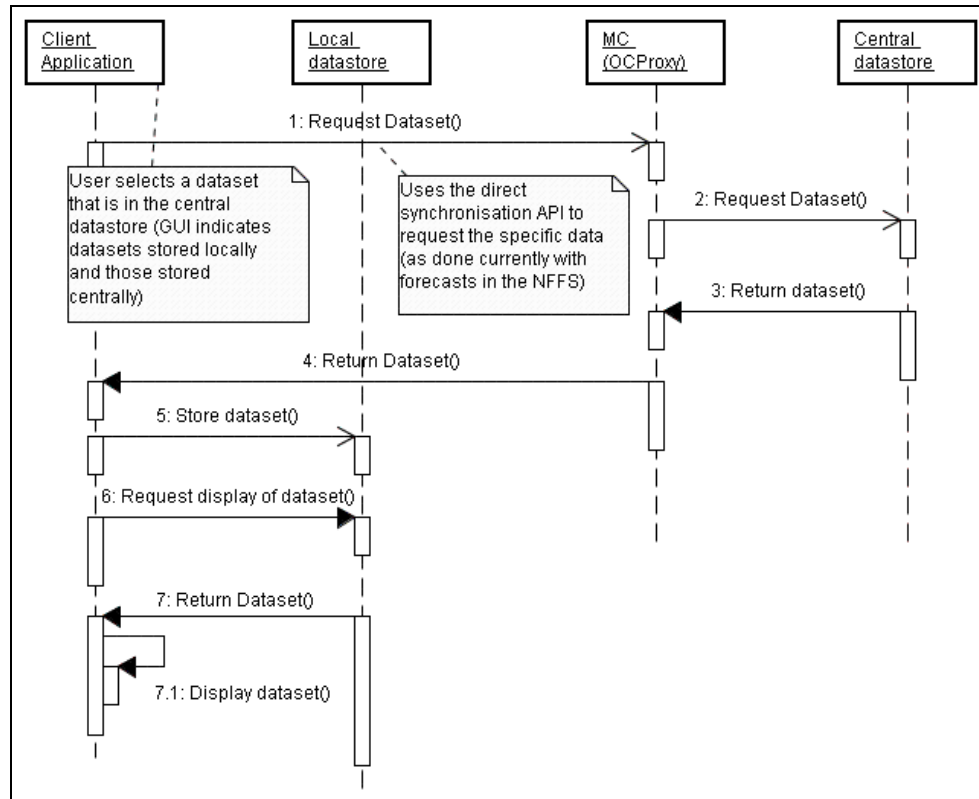 Client
Application
Local
datastore
MC
(OCProxy)
Central
datastore
1: Request Dataset()
User selects a dataset
that is in the central
datastore (GUI indicates
datasets stored locally
and those stored
centrally)
Uses the direct
synchronisation API to
request the specific data
(as done currently with
forecasts in the NFFS)
2: Request Dataset()
3: Return dataset()
4: Return Dataset()
5: Store dataset()
6: Request display of dataset()
7: Return Dataset()
7.1: Display dataset()